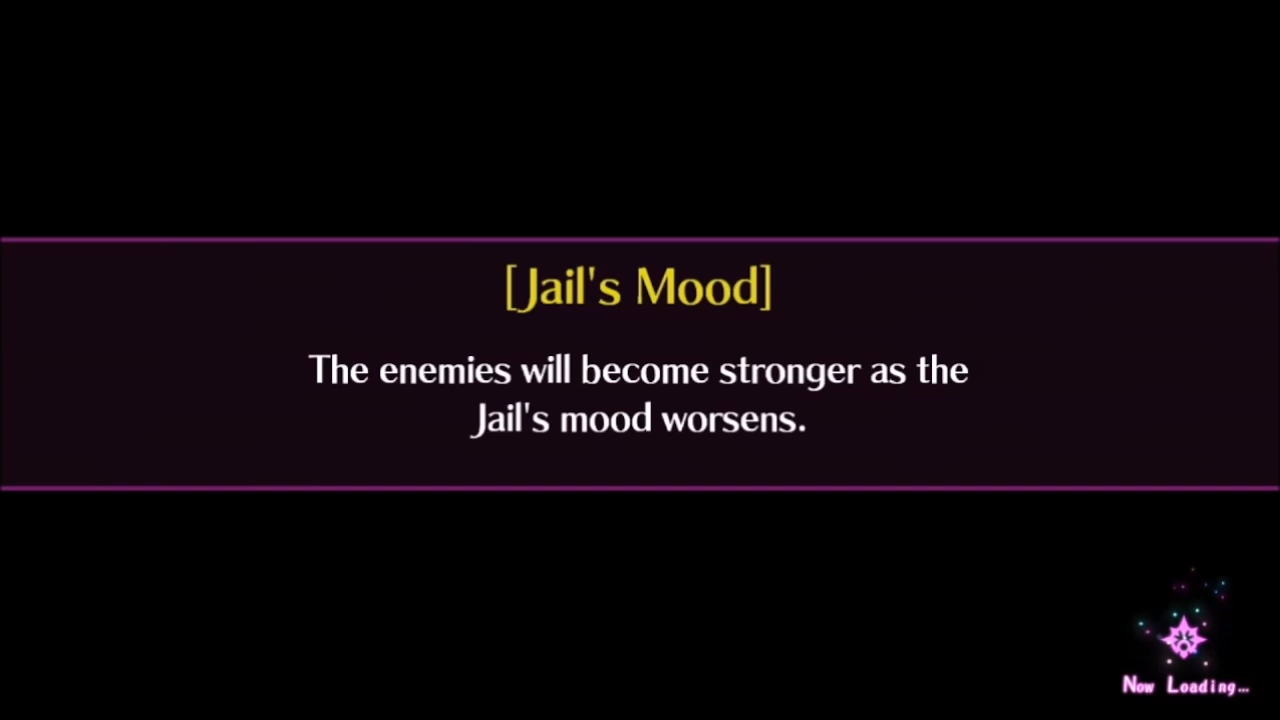 [Jail's Mood]
The enemies will become stronger as the
Jail's mood worsens.
Now Loading...